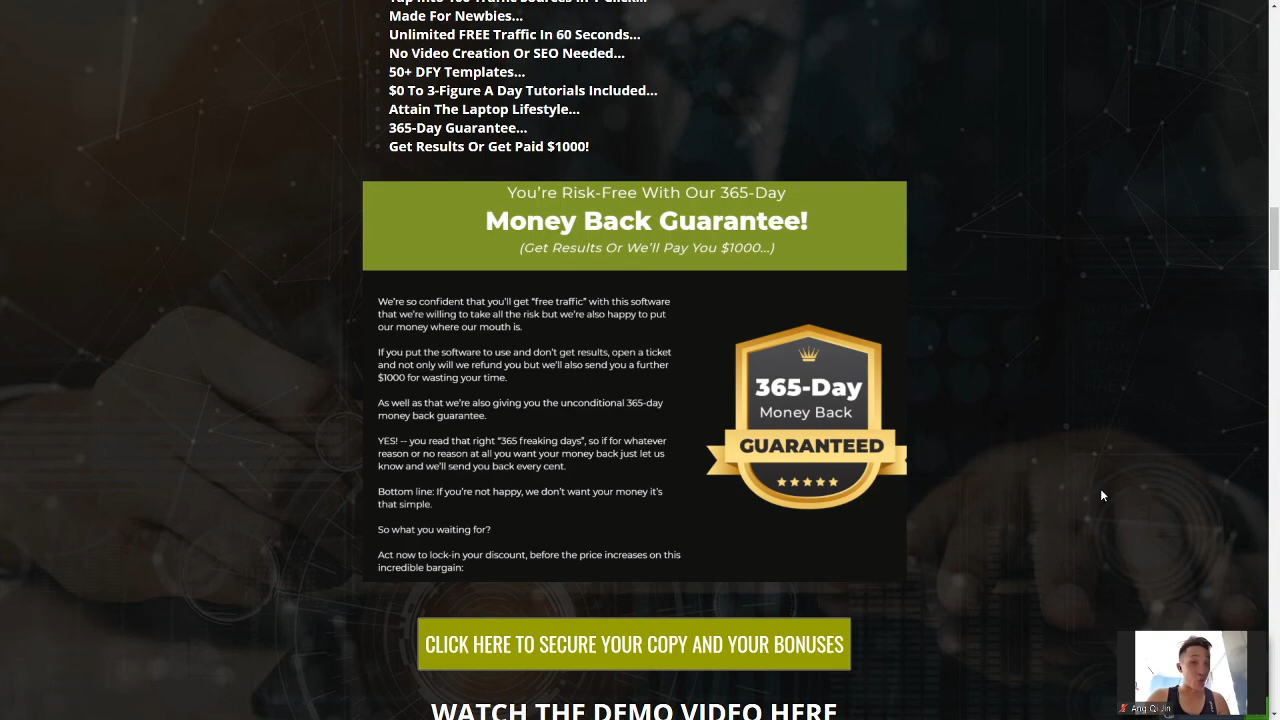 Made For Newbies...
Unlimited FREE Traffic In 60 Seconds...
No Video Creation Or SEO Needed...
50+ DFY Templates...
$0 To 3-Figure A Day Tutorials Included...
Attain The Laptop Lifestyle...
365-Day Guarantee...
Get Results Or Get Paid $1000!
You're Risk-Free With Our 365-Day
Money Back Guarantee!
(Get Results Or We'll Pay You $1000...)
We're so confident that you'll get "free traffic" with this software
that we're willing to take all the risk but we're also happy to put
our money where our mouth is.
If you put the software to use and don't get results, open a ticket
and not only will we refund you but we'll also send you a further
$1000 for wasting your time.
As well as that we're also giving you the unconditional 365-day
money back guarantee.
YES! -- you read that right "365 freaking days", so if for whatever
reason or no reason at all you want your money back just let us
know and we'll send you back every cent.
Bottom line: If you're not happy, we don't want your money it's
that simple.
So what you waiting for?
Act now to lock-in your discount, before the price increases on this
incredible bargain:
365-Day
Money Back
GUARANTEED
CLICK HERE TO SECURE YOUR COPY AND YOUR BONUSES
WATCH THE DEMO VIDEO HERE
Ang Qi Jin